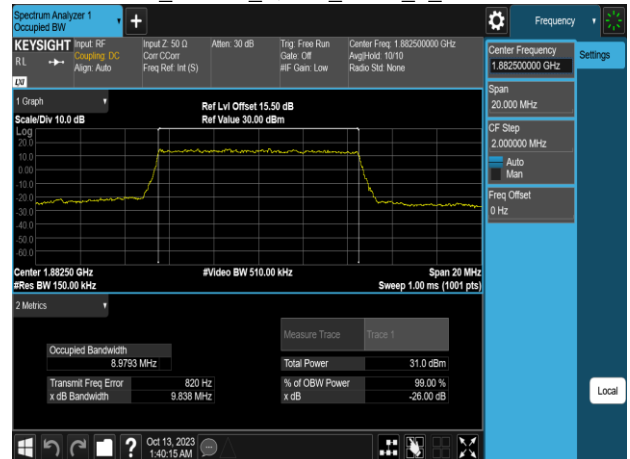 Spectrum Analyzer 1
Occupied BW
Frequency
KEYSIGHT
RL
LXI
Input: RF
Coupling: DC
Align: Auto
Input Z: 50 Ω
Corr CCorr
Freq Ref: Int (S)
Atten: 30 dB
Trig: Free Run
Gate: Off
#IF Gain: Low
Center Freq: 1.882500000 GHz
Avg|Hold: 10/10
Radio Std: None
Center Frequency
1.882500000 GHz
Settings
Span
20.000 MHz
CF Step
2.000000 MHz
Auto
Man
Freq Offset
0 Hz
Local
1 Graph
Scale/Div 10.0 dB
Ref Lvl Offset 15.50 dB
Ref Value 30.00 dBm
Log
20.0
10.0
0.00
-10.0
-20.0
-30.0
-40.0
-50.0
-60.0
Center 1.88250 GHz
#Res BW 150.00 kHz
#Video BW 510.00 kHz
Span 20 MHz
Sweep 1.00 ms (1001 pts)
2 Metrics
Measure Trace
Trace 1
Occupied Bandwidth
8.9793 MHz
Total Power
31.0 dBm
Transmit Freq Error
820 Hz
% of OBW Power
99.00 %
x dB Bandwidth
9.838 MHz
x dB
-26.00 dB
?
Oct 13, 2023
1:40:15 AM